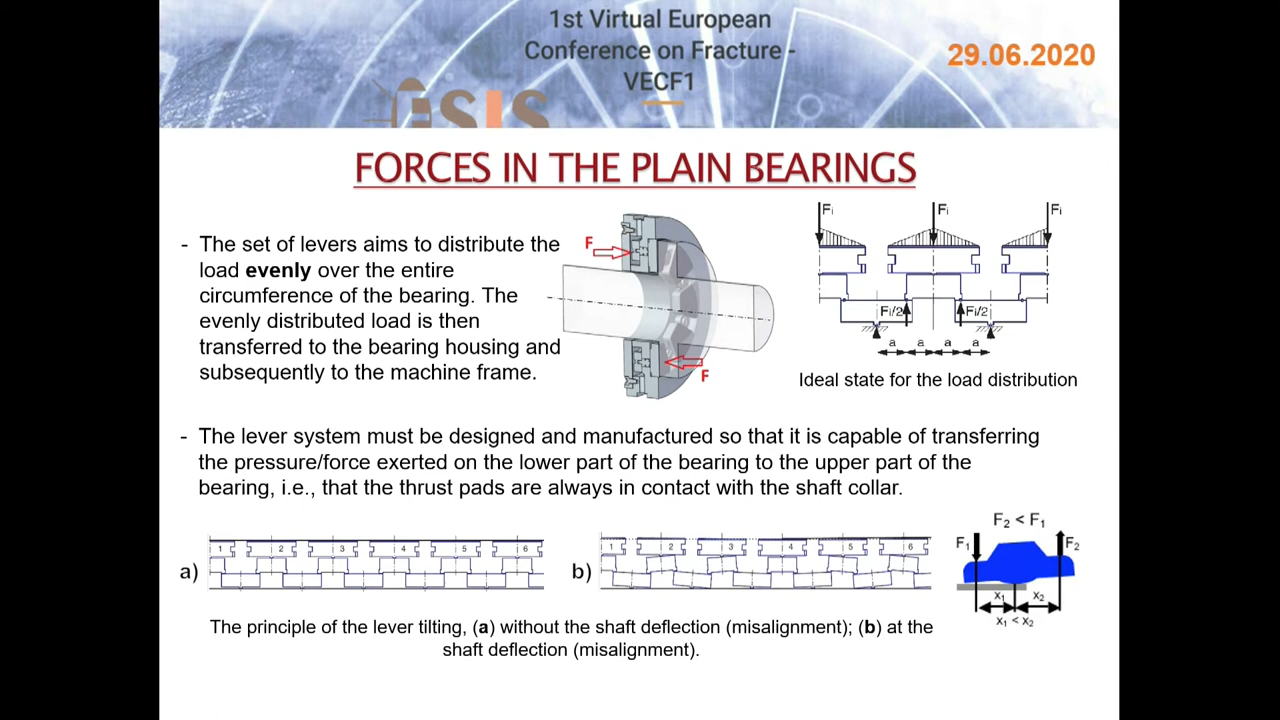 1st Virtual European
Conference on Fracture -
VECF1
29.06.2020
ESIS
FORCES IN THE PLAIN BEARINGS
- The set of levers aims to distribute the
load evenly over the entire
circumference of the bearing. The
evenly distributed load is then
transferred to the bearing housing and
subsequently to the machine frame.
F
F
Fi Fi Fi
Fi/2 Fi/2
a a a a
Ideal state for the load distribution
- The lever system must be designed and manufactured so that it is capable of transferring
the pressure/force exerted on the lower part of the bearing to the upper part of the
bearing, i.e., that the thrust pads are always in contact with the shaft collar.
a)
1 2 3 4 5 6
b)
1 2 3 4 5 6
F₂ < F₁
F₁ F₂
x₁ x₂
x₁ < x₂
The principle of the lever tilting, (a) without the shaft deflection (misalignment); (b) at the
shaft deflection (misalignment).